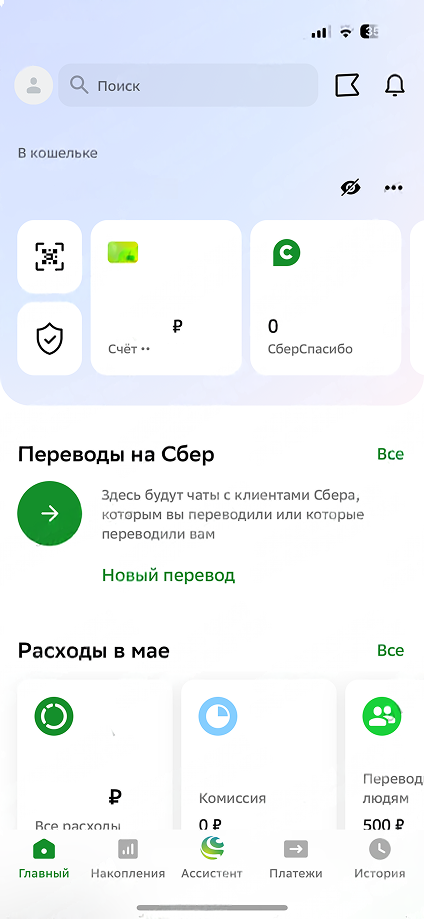 Поиск
В кошельке
₽
Счёт ••
0
СберСпасибо
Переводы на Сбер
Все
Здесь будут чаты с клиентами Сбера,
которым вы переводили или которые
переводили вам
Новый перевод
Расходы в мае
Все
₽
Все расходы
Комиссия
0 ₽
Перевод
людям
500 ₽
Главный
Накопления
Ассистент
Платежи
История